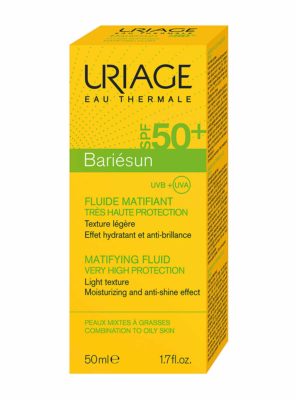 URIAGE
EAU THERMALE
SPF 50+
Bariésun
UVB + UVA
FLUIDE MATIFIANT
TRÈS HAUTE PROTECTION
Texture légère
Effet hydratant et anti-brillance
MATIFYING FLUID
VERY HIGH PROTECTION
Light texture
Moisturizing and anti-shine effect
PEAUX MIXTES À GRASSES
COMBINATION TO OILY SKIN
50ml e 1.7fl.oz.